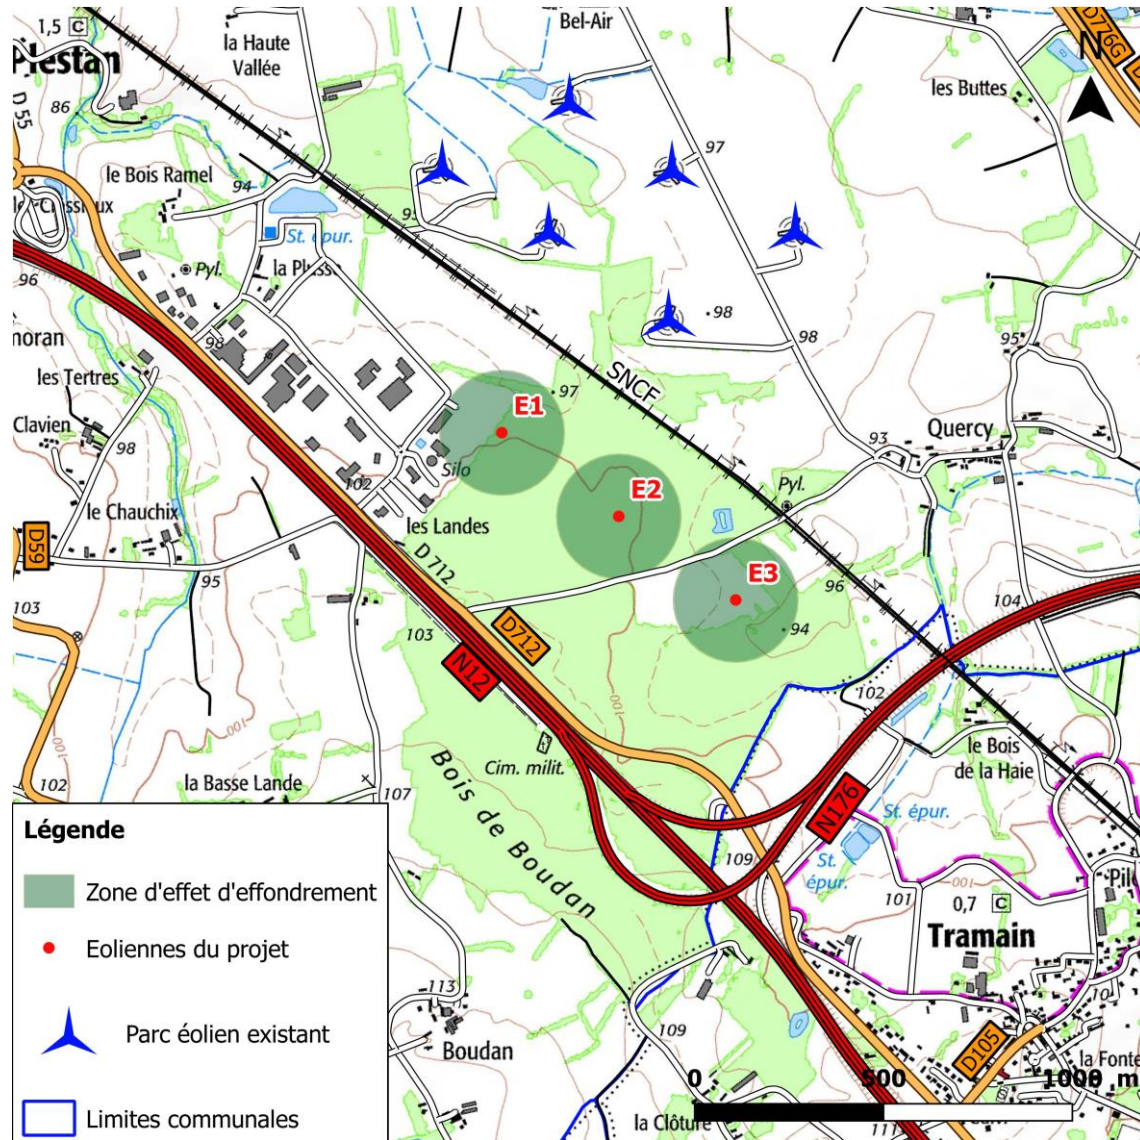 1,5 C
Plestan
la Haute
Vallée
Bel-Air
D776G
N
les Buttes
D 55
86
97
le Bois Ramel
94
St. épur.
Pyl.
96
98
98
98
95
97
SNCF
les Tertres
Clavien
98
E1
Silo
102
le Chauchix
les Landes
D59
D 712
95
E2
Pyl.
93
Quercy
E3
96
94
104
103
103
D712
N12
102
100
100
Cim. milit.
la Basse Lande
107
102
Bois de Boudan
le Bois
de la Haie
N176
St. épur.
St.
épur.
109
101
100
0,7 C
Tramain
113
Boudan
109
D105
la Clôture
111
Légende
Zone d'effet d'effondrement
Eoliennes du projet
Parc éolien existant
Limites communales
0 500 1000 m